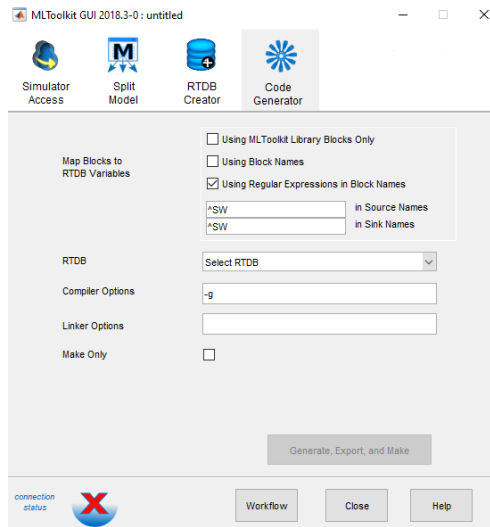 MLToolkit GUI 2018.3-0 : untitled
Simulator Access
M
Split Model
RTDB Creator
Code Generator
Map Blocks to RTDB Variables
Using MLToolkit Library Blocks Only
Using Block Names
Using Regular Expressions in Block Names
^SW in Source Names
^SW in Sink Names
RTDB Select RTDB
Compiler Options -g
Linker Options
Make Only
Generate, Export, and Make
connection status
Workflow Close Help